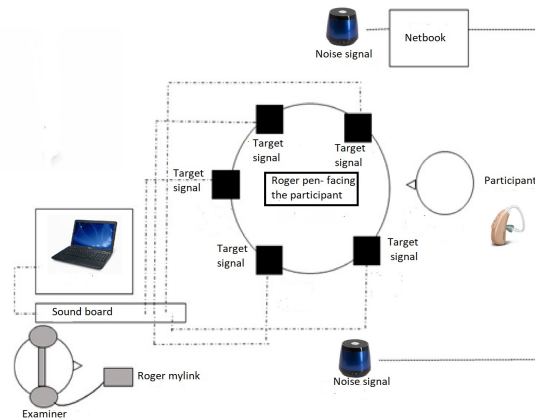 Noise signal
Netbook
Target
signal
Target
signal
Target
signal
Roger pen- facing
the participant
Participant
Target
signal
Target
signal
Sound board
Roger mylink
Noise signal
Examiner